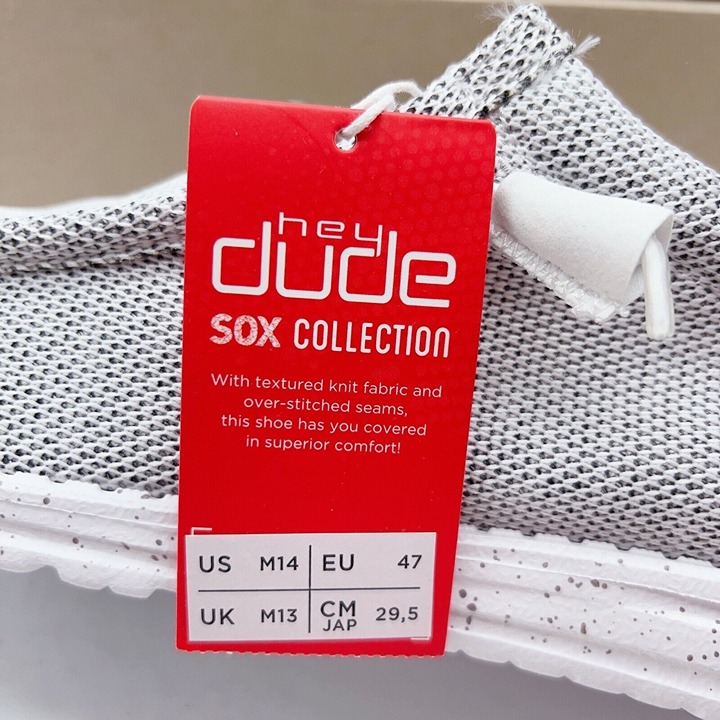 hey
dude
SOX COLLECTION
With textured knit fabric and
over-stitched seams,
this shoe has you covered
in superior comfort!
US M14 EU 47
UK M13 CM JAP 29,5